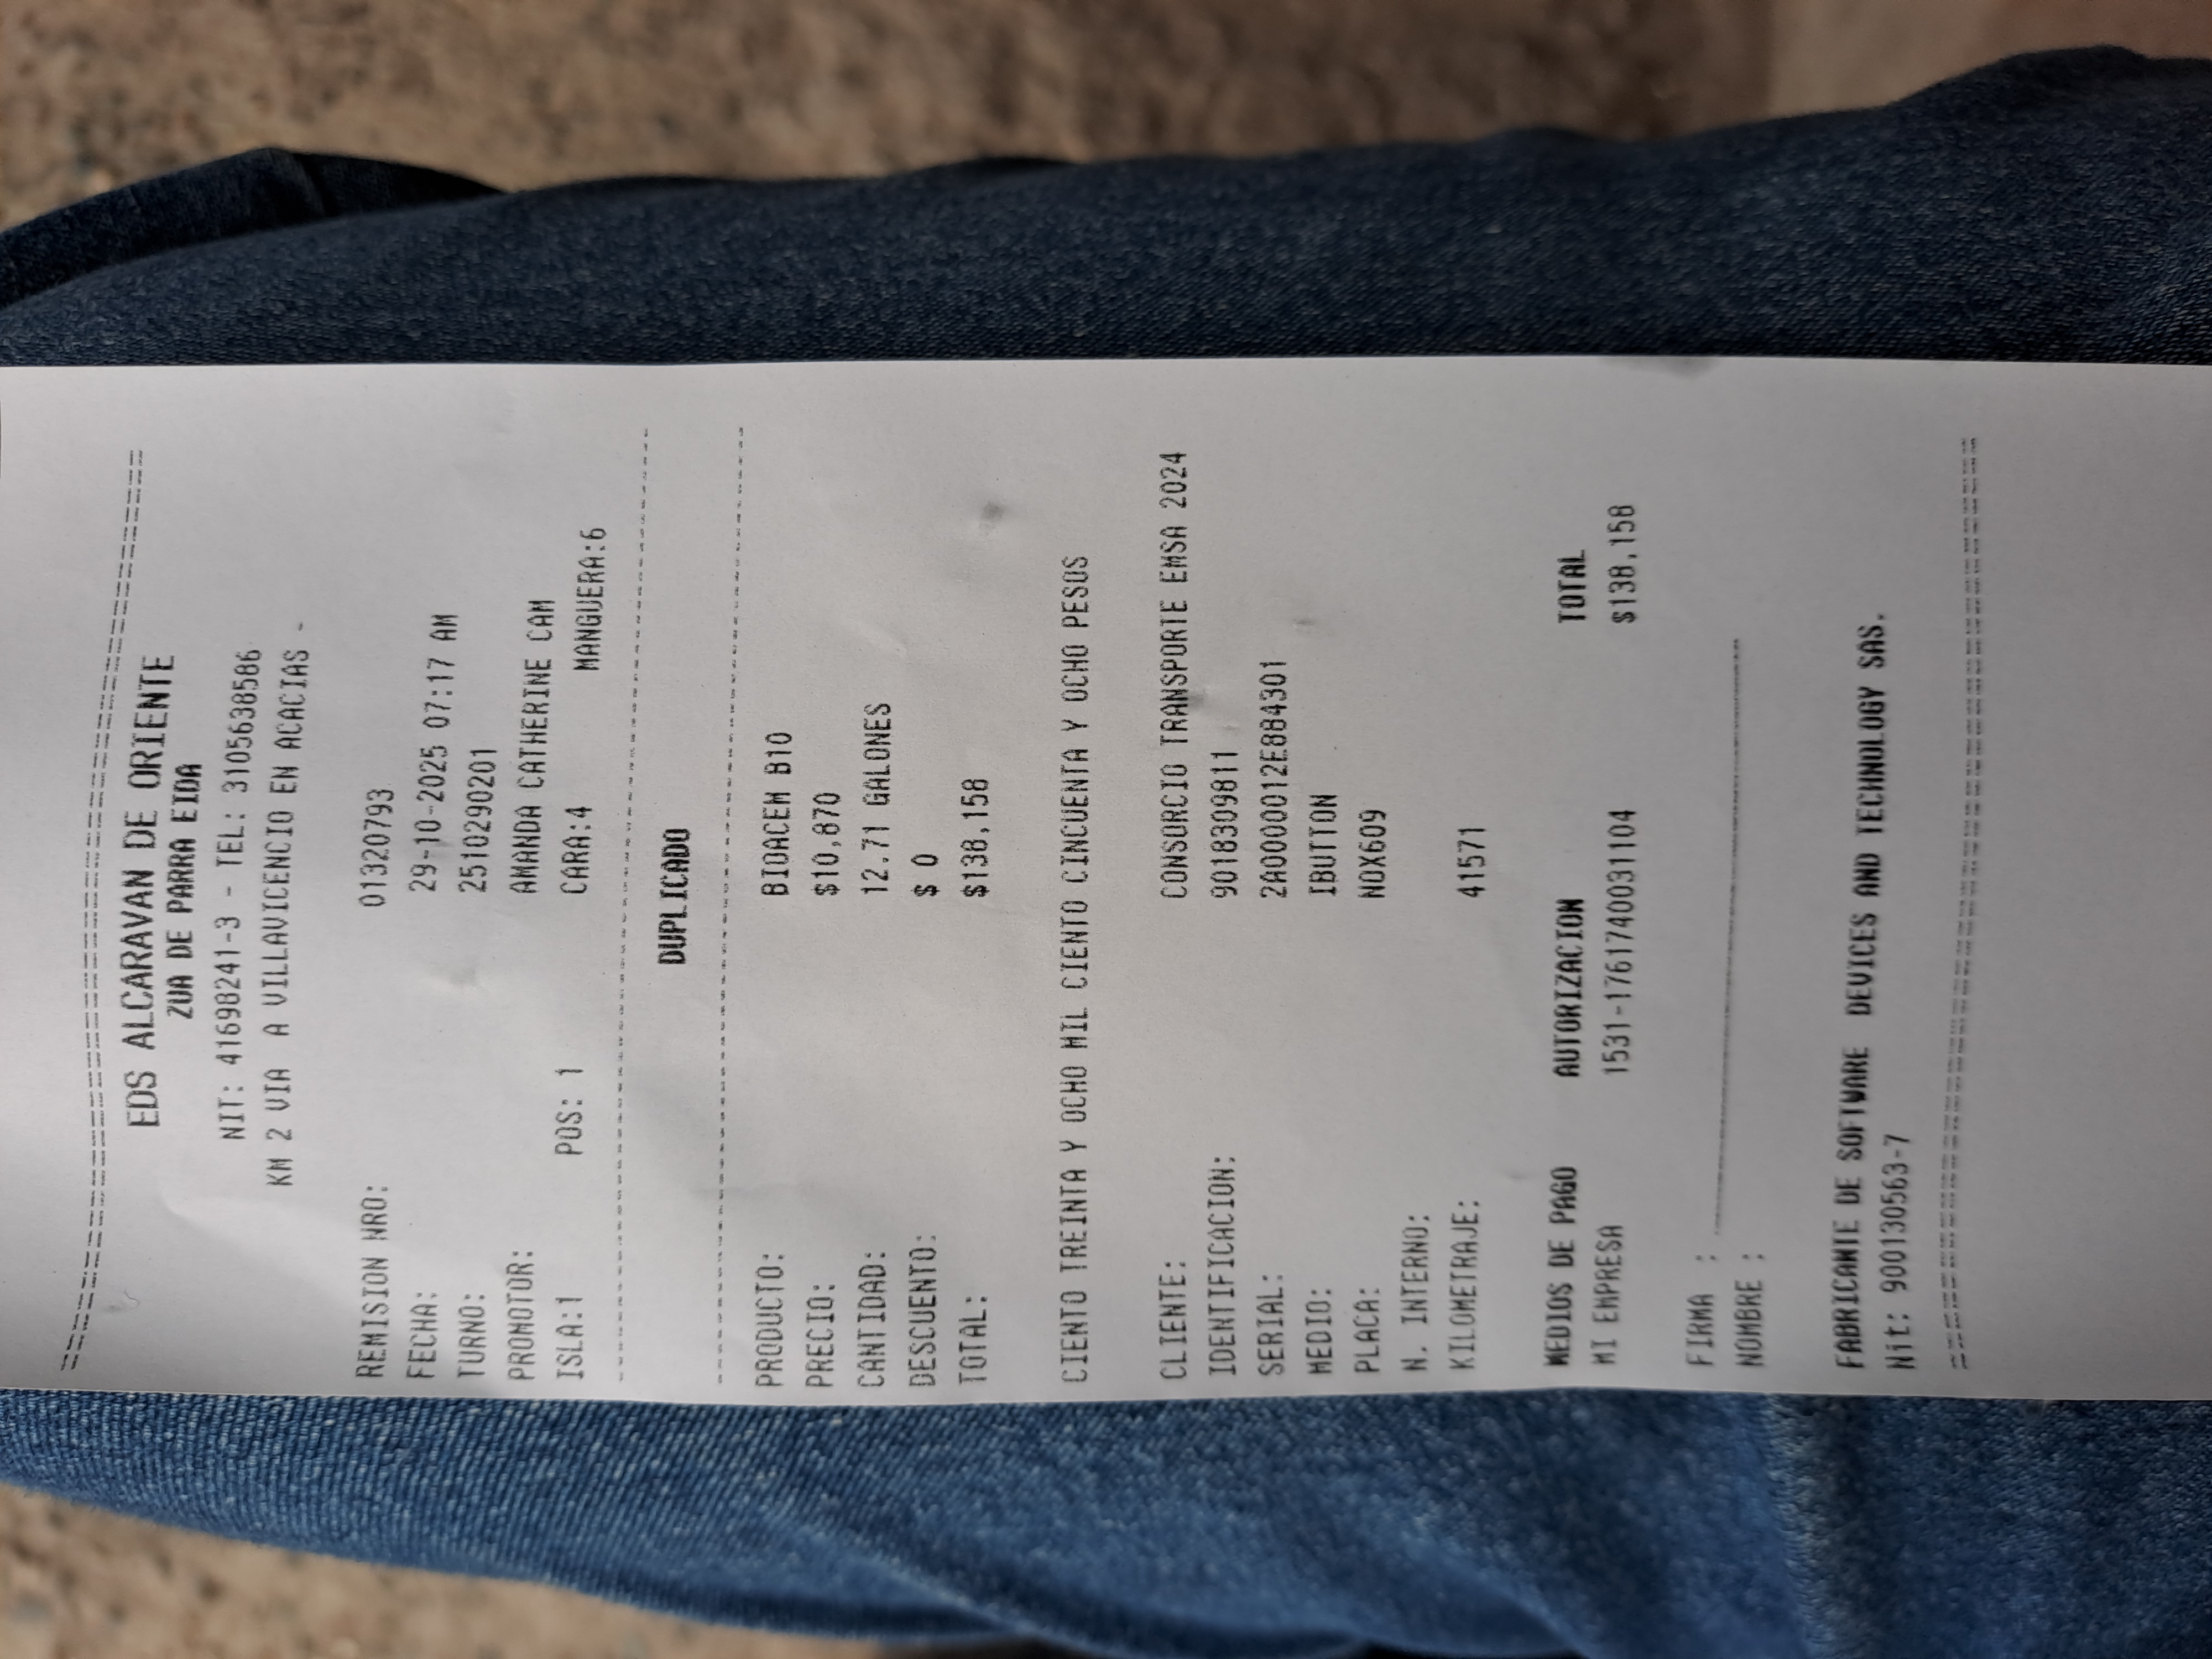 EDS ALCARAVAN DE ORIENTE
ZUA DE PARRA EIDA
NIT: 41698241-3 - TEL: 3105638586
KM 2 VIA A VILLAVICENCIO EN ACACIAS -
REMISION NRO: 013320793
FECHA: 29-10-2025 07:17 AM
TURNO: 2510290201
PROMOTOR: AMANDA CATHERINE CAM
ISLA:1 POS: 1 CARA:4 MANGUERA:6
DUPLICADO
PRODUCTO: BIOACEM B10
PRECIO: $10,870
CANTIDAD: 12.71 GALONES
DESCUENTO: $ 0
TOTAL: $138,158
CIENTO TREINTA Y OCHO MIL CIENTO CINCUENTA Y OCHO PESOS
CLIENTE: CONSORCIO TRANSPORTE EMSA 2024
IDENTIFICACION: 9018309811
SERIAL: 2A000012E884301
MEDIO: IBUTTON
PLACA: NOX609
N. INTERNO:
KILOMETRAJE: 41571
MEDIOS DE PAGO AUTORIZACION TOTAL
MI EMPRESA 1531-1761740031104 $138,158
FIRMA :
NOMBRE :
FABRICANTE DE SOFTWARE DEVICES AND TECHNOLOGY SAS.
Nit: 900130563-7